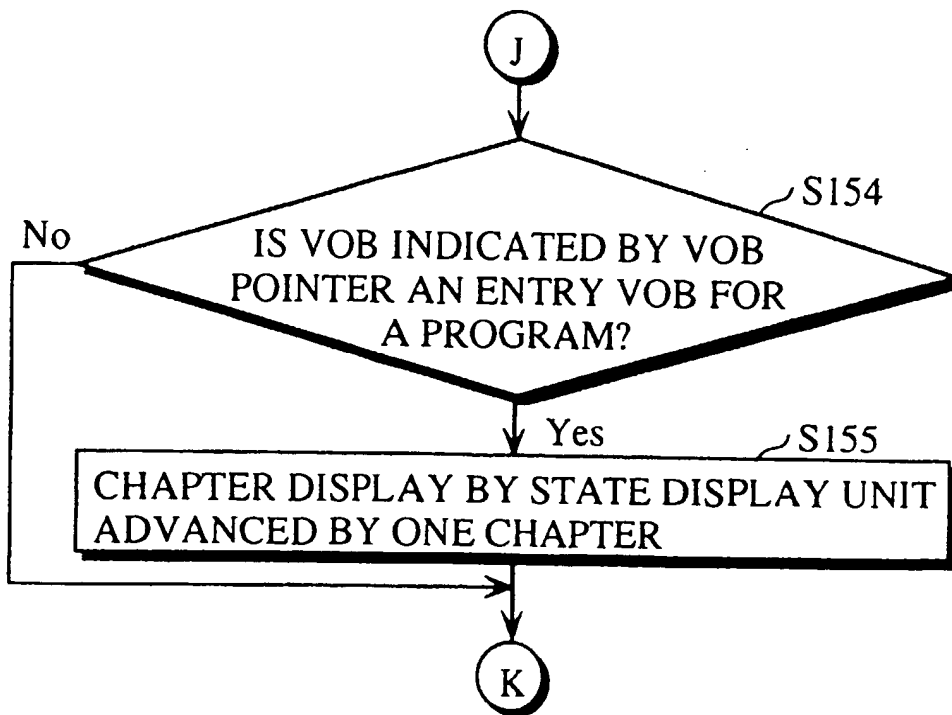 J
S154
No
IS VOB INDICATED BY VOB
POINTER AN ENTRY VOB FOR
A PROGRAM?
Yes
S155
CHAPTER DISPLAY BY STATE DISPLAY UNIT
ADVANCED BY ONE CHAPTER
K